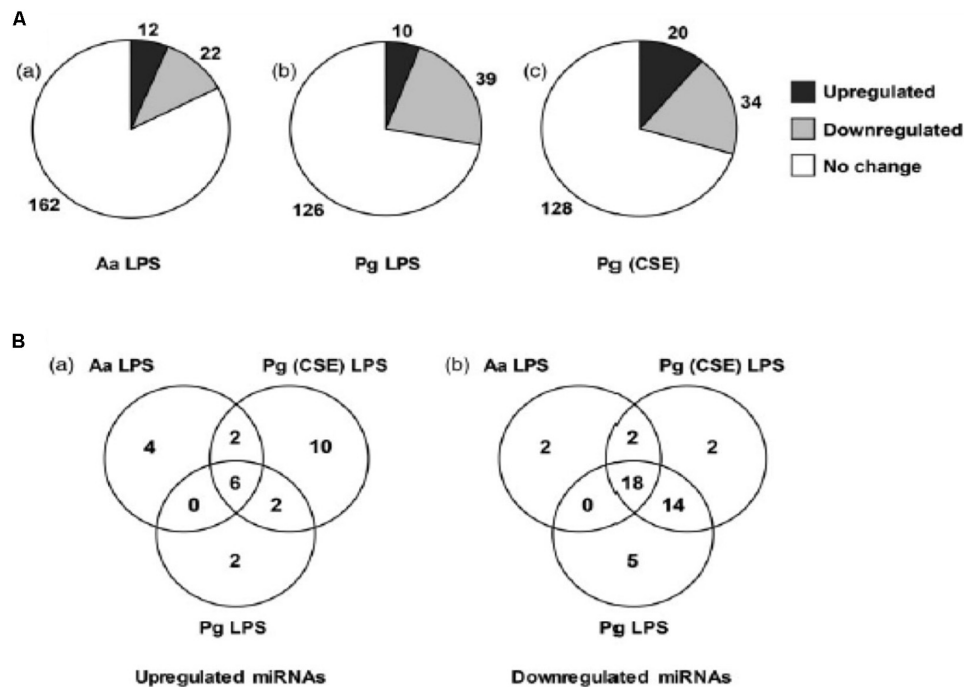 A
(a)
12
22
162
Aa LPS
(b)
10
39
126
Pg LPS
(c)
20
34
128
Pg (CSE)
Upregulated
Downregulated
No change
B
(a)
Aa LPS
Pg (CSE) LPS
4
2
10
6
0
2
2
Pg LPS
Upregulated miRNAs
(b)
Aa LPS
Pg (CSE) LPS
2
2
2
18
0
14
5
Pg LPS
Downregulated miRNAs